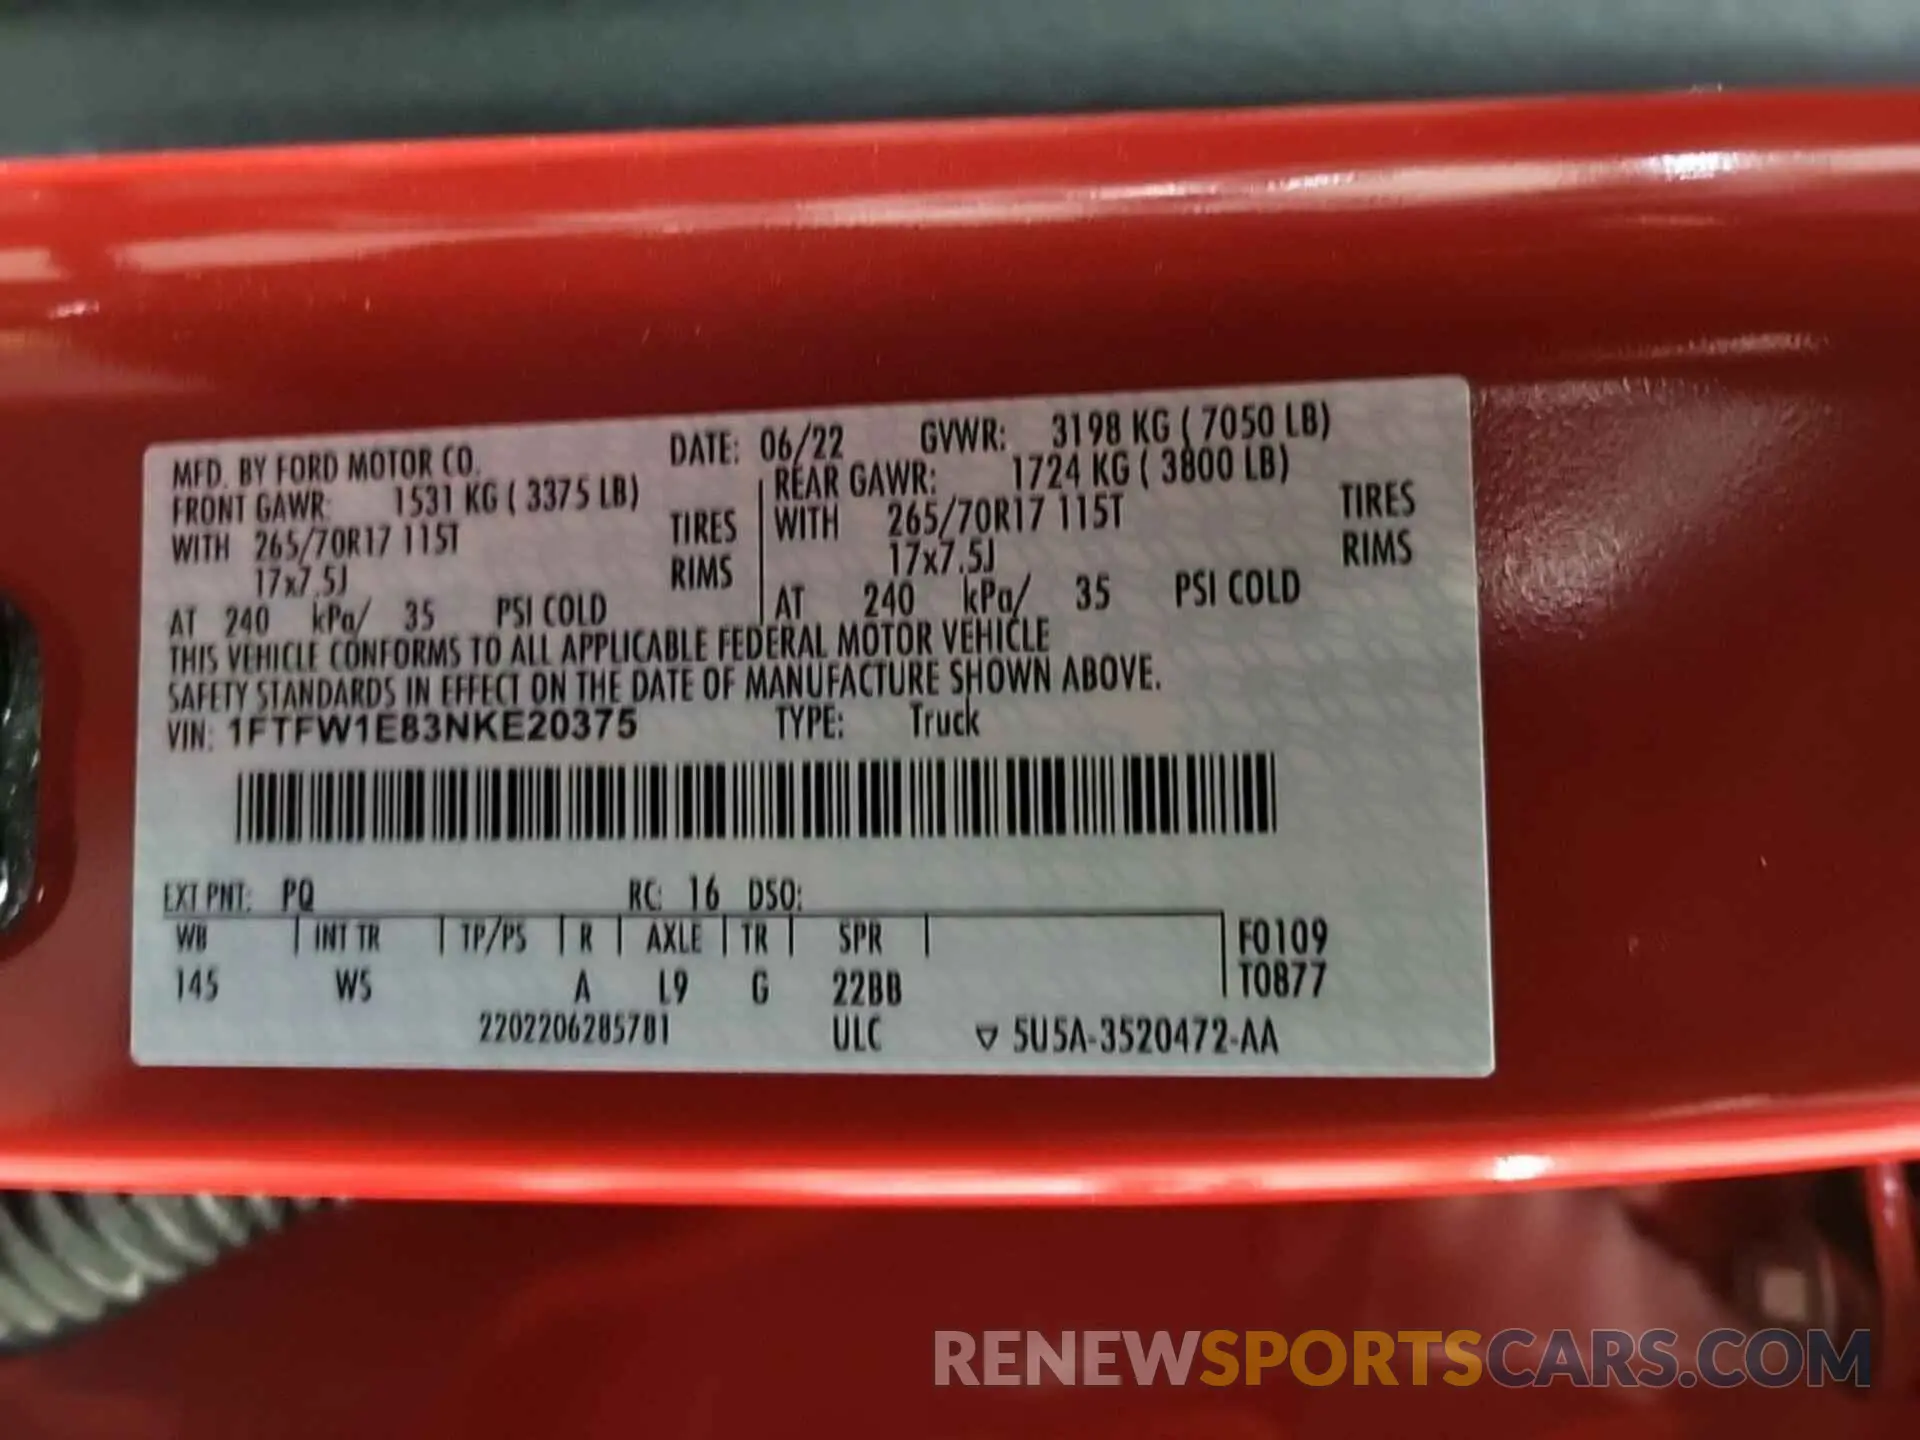 MFD. BY FORD MOTOR CO. DATE: 06/22 GVWR: 3198 KG ( 7050 LB)
FRONT GAWR: 1531 KG ( 3375 LB) REAR GAWR: 1724 KG ( 3800 LB)
WITH 265/70R17 115T TIRES WITH 265/70R17 115T TIRES
17x7.5J RIMS 17x7.5J RIMS
AT 240 kPa/ 35 PSI COLD AT 240 kPa/ 35 PSI COLD
THIS VEHICLE CONFORMS TO ALL APPLICABLE FEDERAL MOTOR VEHICLE
SAFETY STANDARDS IN EFFECT ON THE DATE OF MANUFACTURE SHOWN ABOVE.
VIN: 1FTFW1E83NKE20375 TYPE: Truck
EXT PNT: PQ RC: 16 DSO:
WB INT TR TP/PS R AXLE TR SPR F0109
145 WS A L9 G 22BB T0877
2202206285781 ULC ▽ 5U5A-3520472-AA
RENEWSPORTSCARS.COM